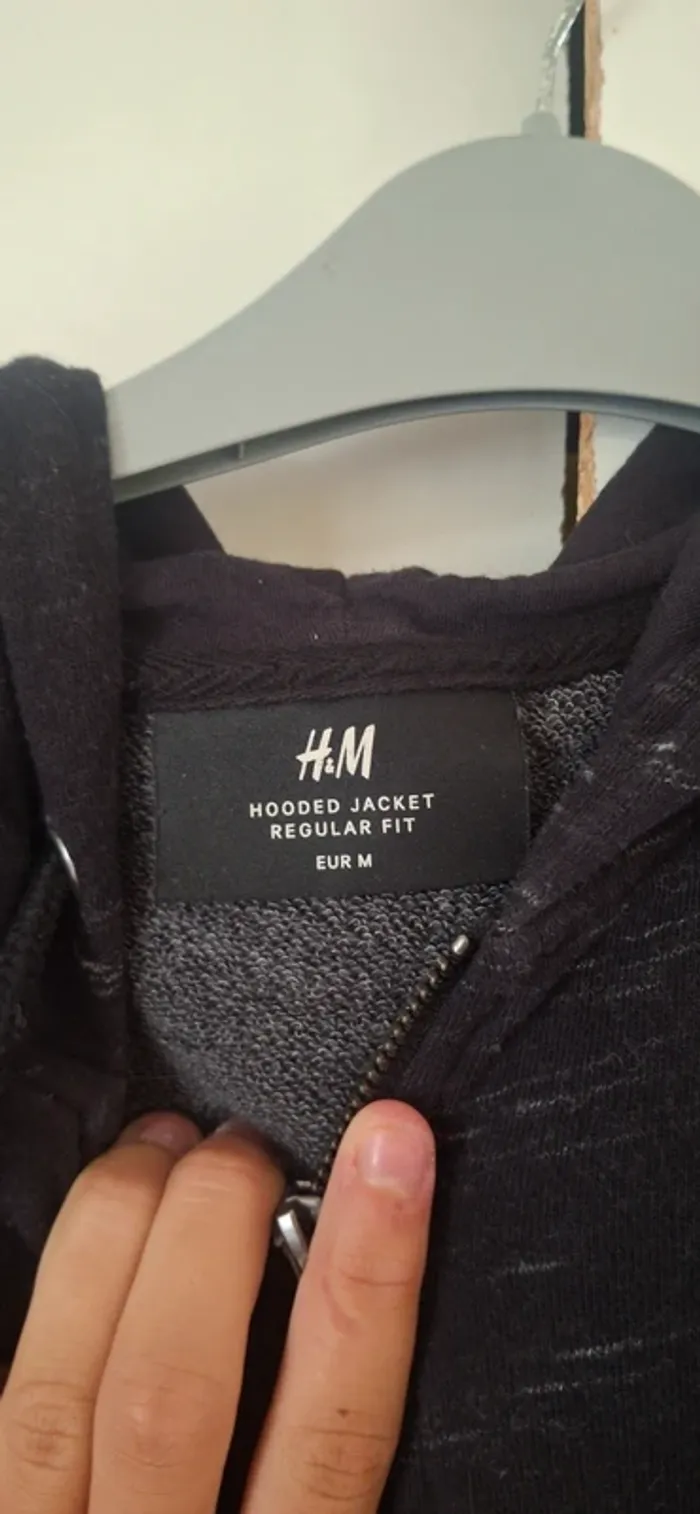 H&M
HOODED JACKET
REGULAR FIT
EUR M